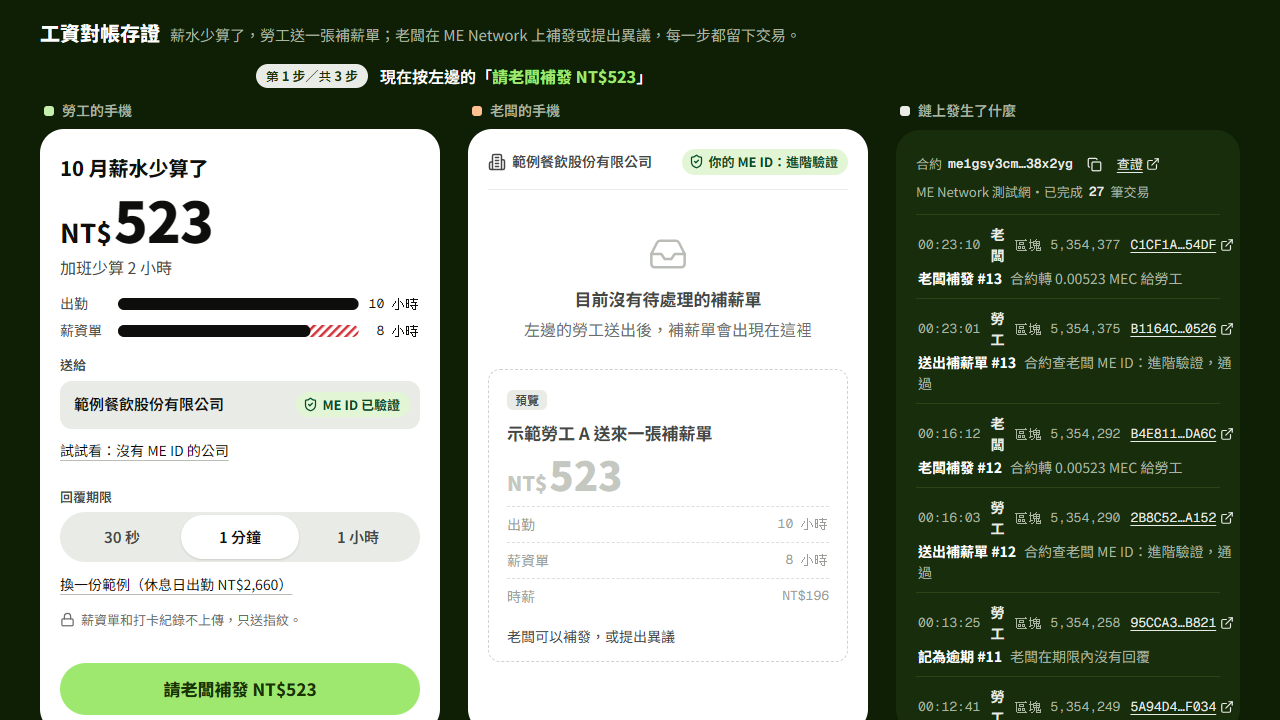 工資對帳存證 薪水少算了，勞工送一張補薪單；老闆在 ME Network 上補發或提出異議，每一步都留下交易。
第 1 步／共 3 步 現在按左邊的「請老闆補發 NT$523」
勞工的手機
10 月薪水少算了
NT$523
加班少算 2 小時
出勤 10 小時
薪資單 8 小時
送給
範例餐飲股份有限公司 ME ID 已驗證
試試看：沒有 ME ID 的公司
回覆期限
30 秒 1 分鐘 1 小時
換一份範例（休息日出勤 NT$2,660）
薪資單和打卡紀錄不上傳，只送指紋。
請老闆補發 NT$523
老闆的手機
範例餐飲股份有限公司 你的 ME ID：進階驗證
目前沒有待處理的補薪單
左邊的勞工送出後，補薪單會出現在這裡
預覽
示範勞工 A 送來一張補薪單
NT$523
出勤 10 小時
薪資單 8 小時
時薪 NT$196
老闆可以補發，或提出異議
鏈上發生了什麼
合約 me1gsy3cm…38x2yg 查證
ME Network 測試網・已完成 27 筆交易
00:23:10 老闆 區塊 5,354,377 C1CF1A…54DF
老闆補發 #13 合約轉 0.00523 MEC 給勞工
00:23:01 勞工 區塊 5,354,375 B1164C…0526
送出補薪單 #13 合約查老闆 ME ID：進階驗證，通
過
00:16:12 老闆 區塊 5,354,292 B4E811…DA6C
老闆補發 #12 合約轉 0.00523 MEC 給勞工
00:16:03 勞工 區塊 5,354,290 2B8C52…A152
送出補薪單 #12 合約查老闆 ME ID：進階驗證，通
過
00:13:25 勞工 區塊 5,354,258 95CCA3…B821
記為逾期 #11 老闆在期限內沒有回覆
00:12:41 勞工 區塊 5,354,249 5A94D4…F034